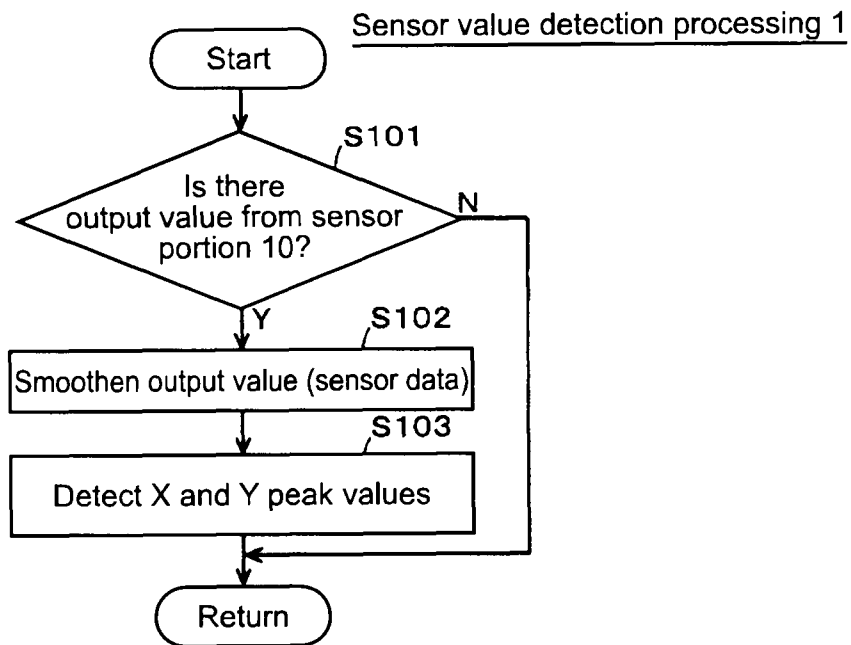 Sensor value detection processing 1
Start
S101
Is there
output value from sensor
portion 10?
N
Y
S102
Smoothen output value (sensor data)
S103
Detect X and Y peak values
Return